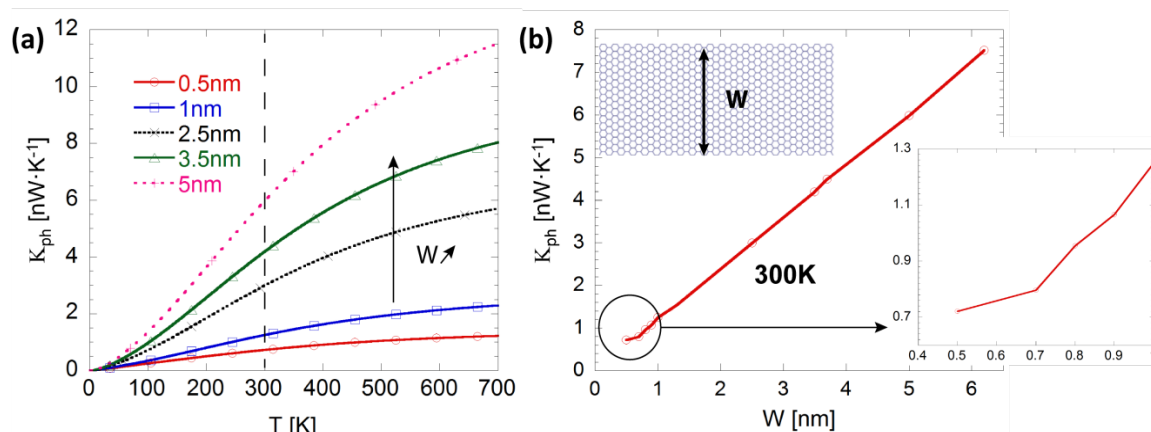 (a)
K_ph [nW·K⁻¹]
12
10
8
6
4
2
0
0.5nm
1nm
2.5nm
3.5nm
5nm
W↗
0 100 200 300 400 500 600 700
T [K]
(b)
K_ph [nW·K⁻¹]
8
7
6
5
4
3
2
1
0
W
300K
0 1 2 3 4 5 6
W [nm]
1.3
1.1
0.9
0.7
0.4 0.5 0.6 0.7 0.8 0.9 1